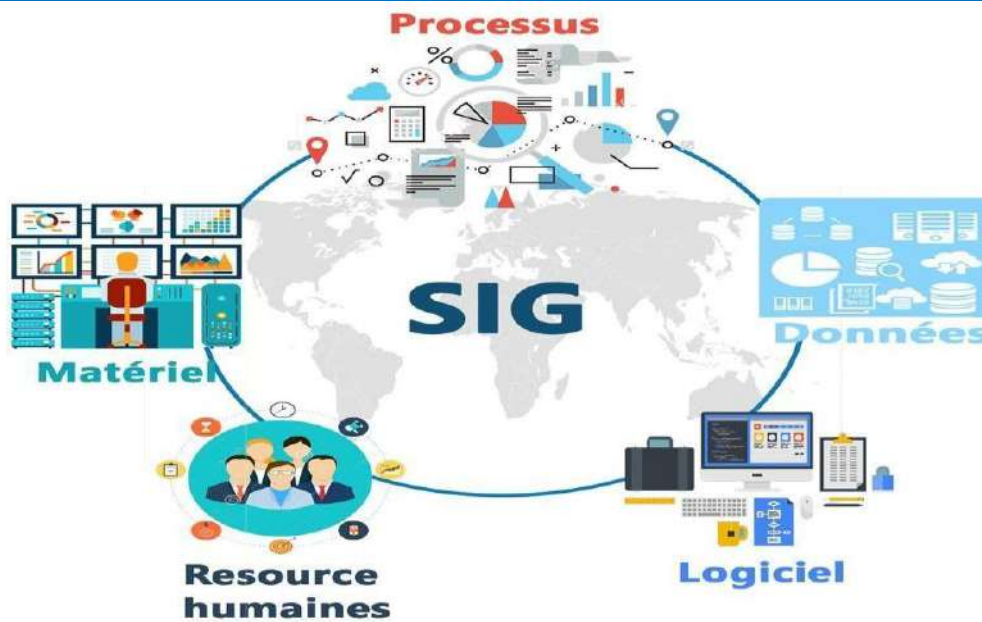 Processus
%
SIG
Données
Matériel
Resource
humaines
Logiciel